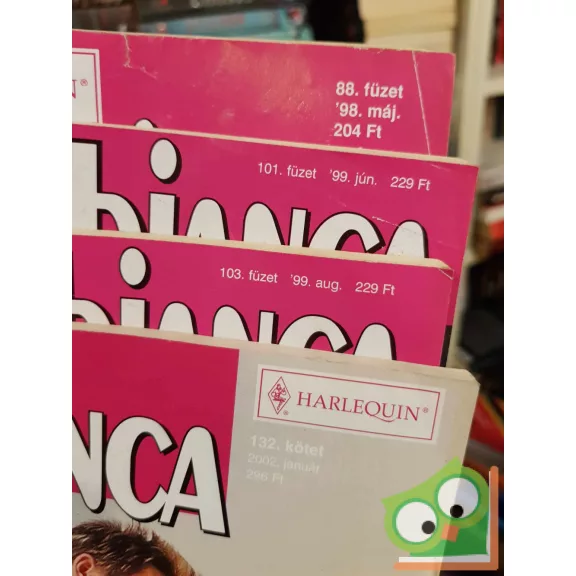 N®
88. füzet
'98. máj.
204 Ft
101. füzet '99. jún. 229 Ft
bIANCA
103. füzet '99. aug. 229 Ft
bIANCA
HARLEQUIN®
132. kötet
2002. január
296 Ft
NCA